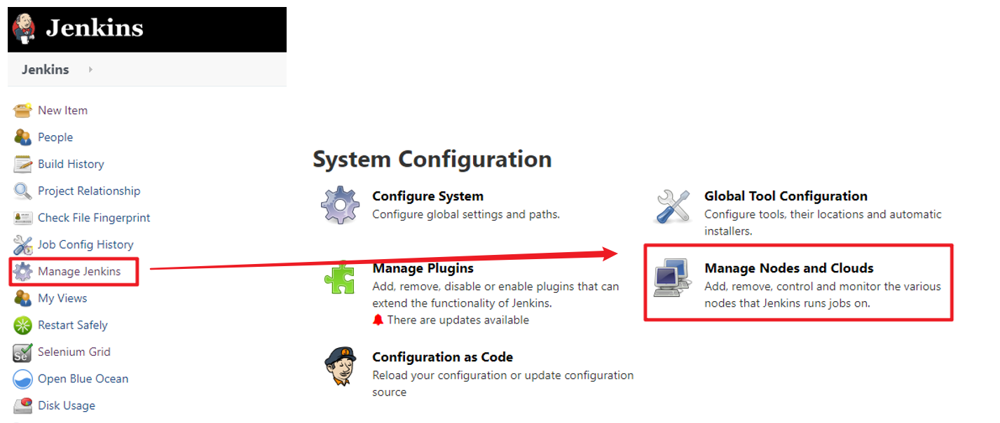 Jenkins
Jenkins
New Item
People
Build History
Project Relationship
Check File Fingerprint
Job Config History
Manage Jenkins
My Views
Restart Safely
Se
Selenium Grid
Open Blue Ocean
Disk Usage
System Configuration
Configure System
Configure global settings and paths.
Global Tool Configuration
Configure tools, their locations and automatic
installers.
Manage Plugins
Add, remove, disable or enable plugins that can
extend the functionality of Jenkins.
There are updates available
Manage Nodes and Clouds
Add, remove, control and monitor the various
nodes that Jenkins runs jobs on.
Configuration as Code
Reload your configuration or update configuration
source